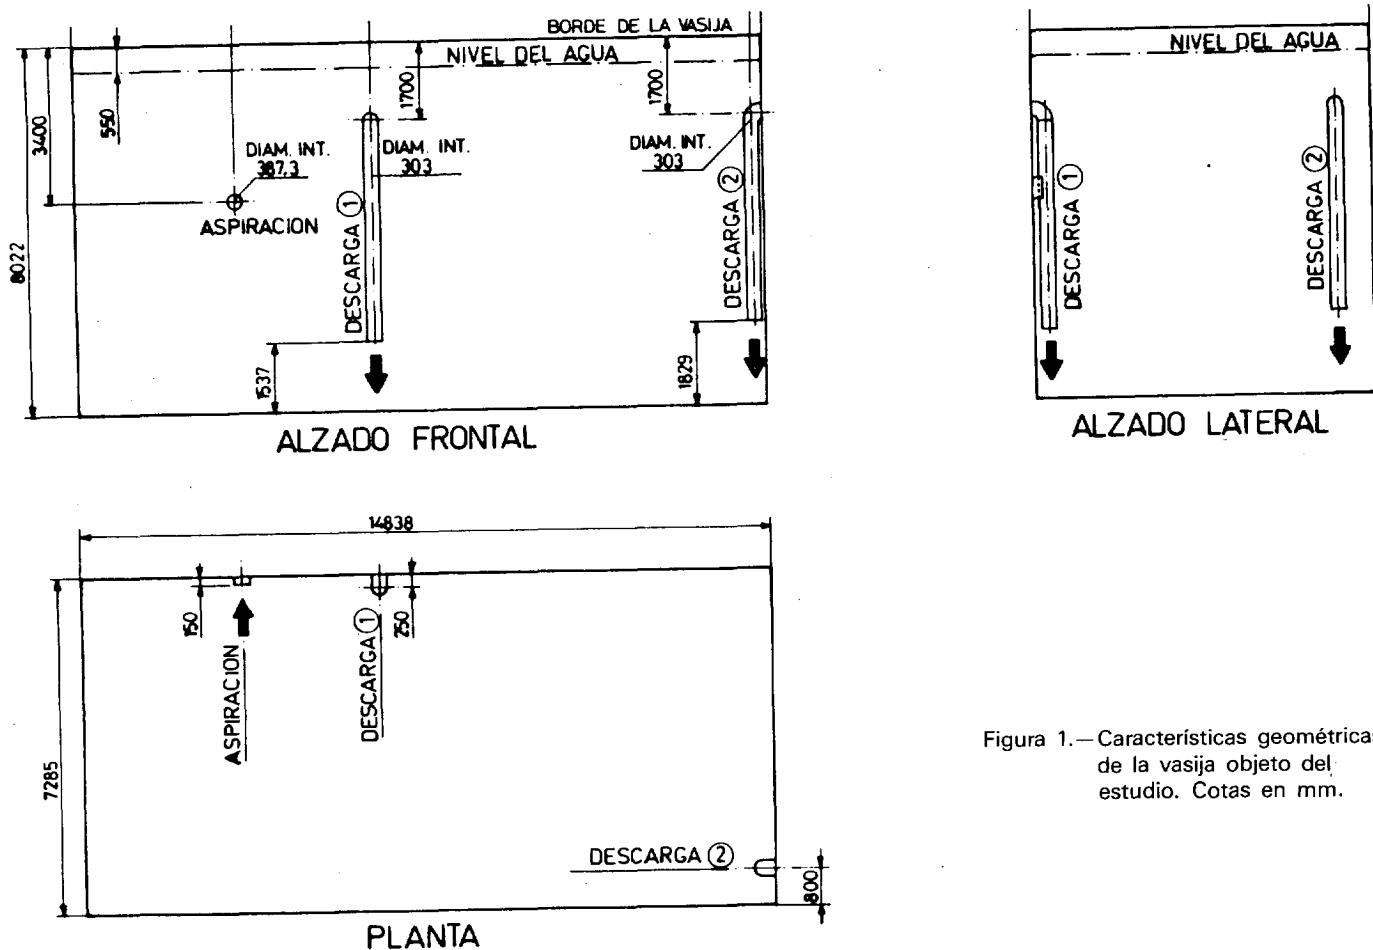 BORDE DE LA VASIJA
NIVEL DEL AGUA
1700
1700
550
3400
8022
DIAM. INT.
387.3
ASPIRACION
DIAM. INT.
303
DESCARGA 1
DIAM. INT.
303
DESCARGA 2
1537
1829
ALZADO FRONTAL
NIVEL DEL AGUA
DESCARGA 1
DESCARGA 2
ALZADO LATERAL
14838
150
250
7285
ASPIRACION
DESCARGA 1
DESCARGA 2
800
PLANTA
Figura 1.—Características geométricas
de la vasija objeto del
estudio. Cotas en mm.